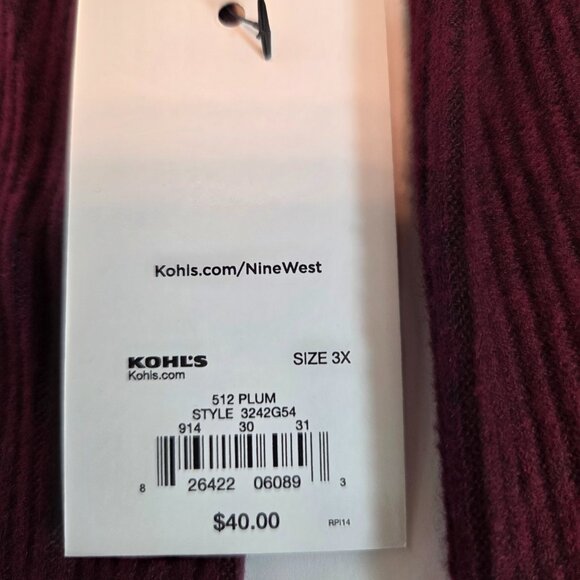 Kohls.com/NineWest
KOHL'S SIZE 3X
Kohls.com
512 PLUM
STYLE 3242G54
914 30 31
8 26422 06089 3
$40.00 RPI14